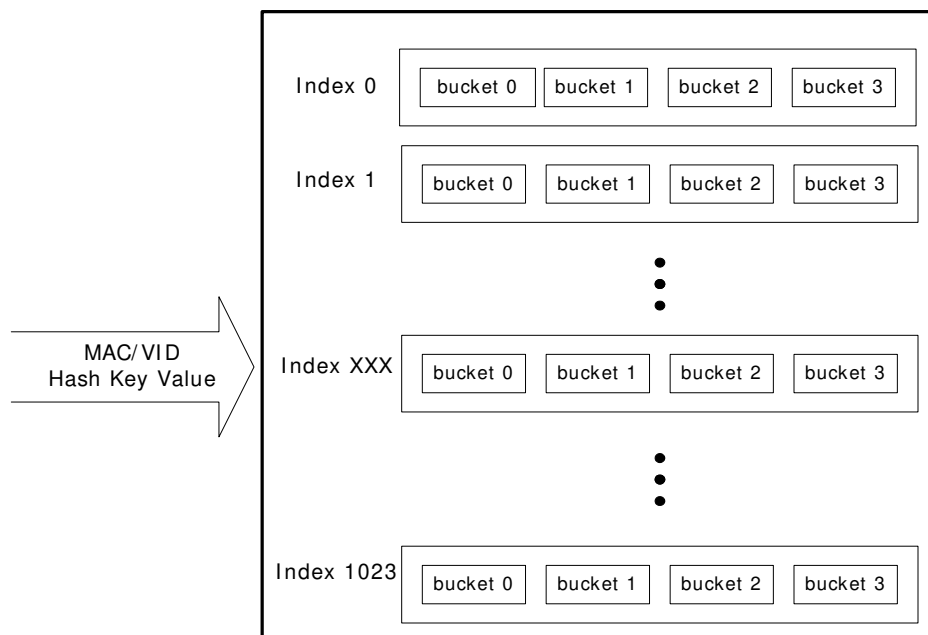 Index 0
bucket 0 bucket 1 bucket 2 bucket 3
Index 1
bucket 0 bucket 1 bucket 2 bucket 3
MAC/VID
Hash Key Value
Index XXX
bucket 0 bucket 1 bucket 2 bucket 3
Index 1023
bucket 0 bucket 1 bucket 2 bucket 3